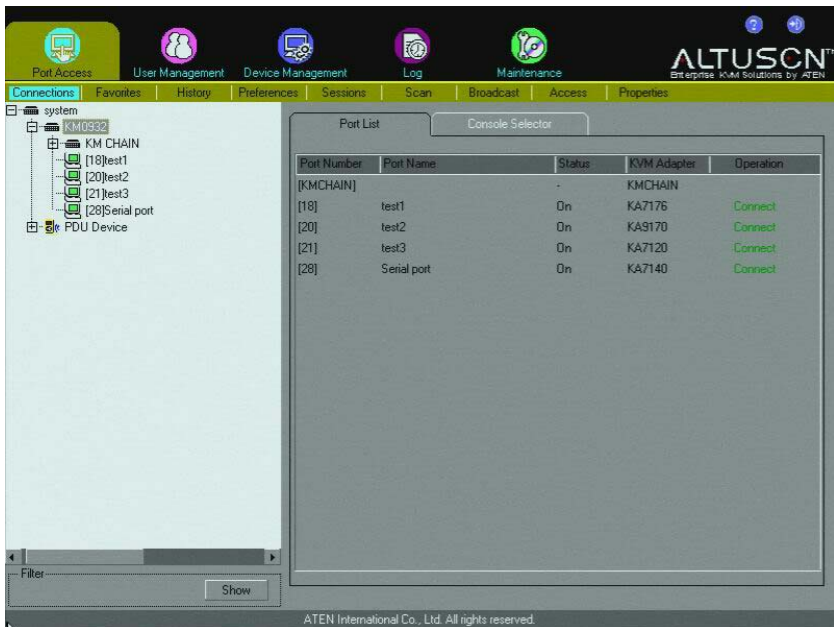 Port Access
User Management
Device Management
Log
Maintenance
ALTUSCN™
Enterprise KVM Solutions by ATEN
Connections
Favorites
History
Preferences
Sessions
Scan
Broadcast
Access
Properties
system
KM0932
KM CHAIN
[18]test1
[20]test2
[21]test3
[28]Serial port
PDU Device
Filter
Show
Port List
Console Selector
Port Number Port Name Status KVM Adapter Operation
[KMCHAIN] - KMCHAIN
[18] test1 On KA7176 Connect
[20] test2 On KA9170 Connect
[21] test3 On KA7120 Connect
[28] Serial port On KA7140 Connect
ATEN International Co., Ltd. All rights reserved.